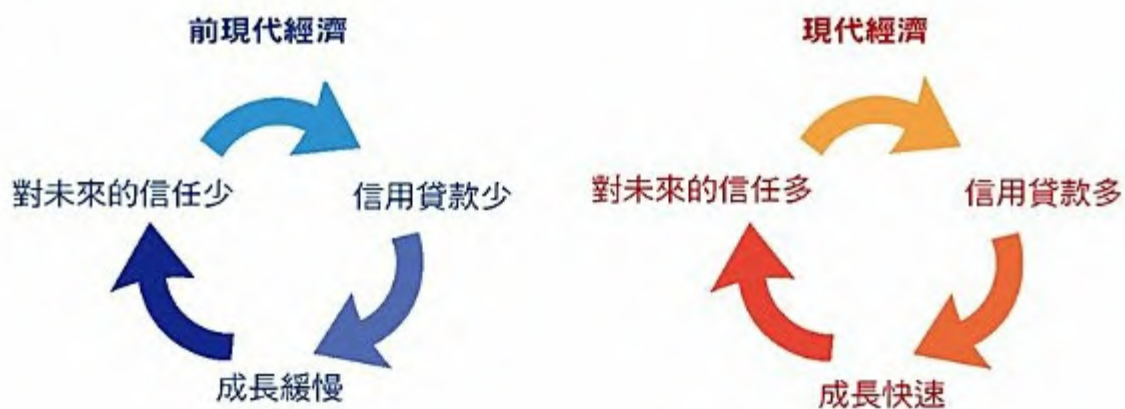 前現代經濟
對未來的信任少
信用貸款少
成長緩慢
現代經濟
對未來的信任多
信用貸款多
成長快速